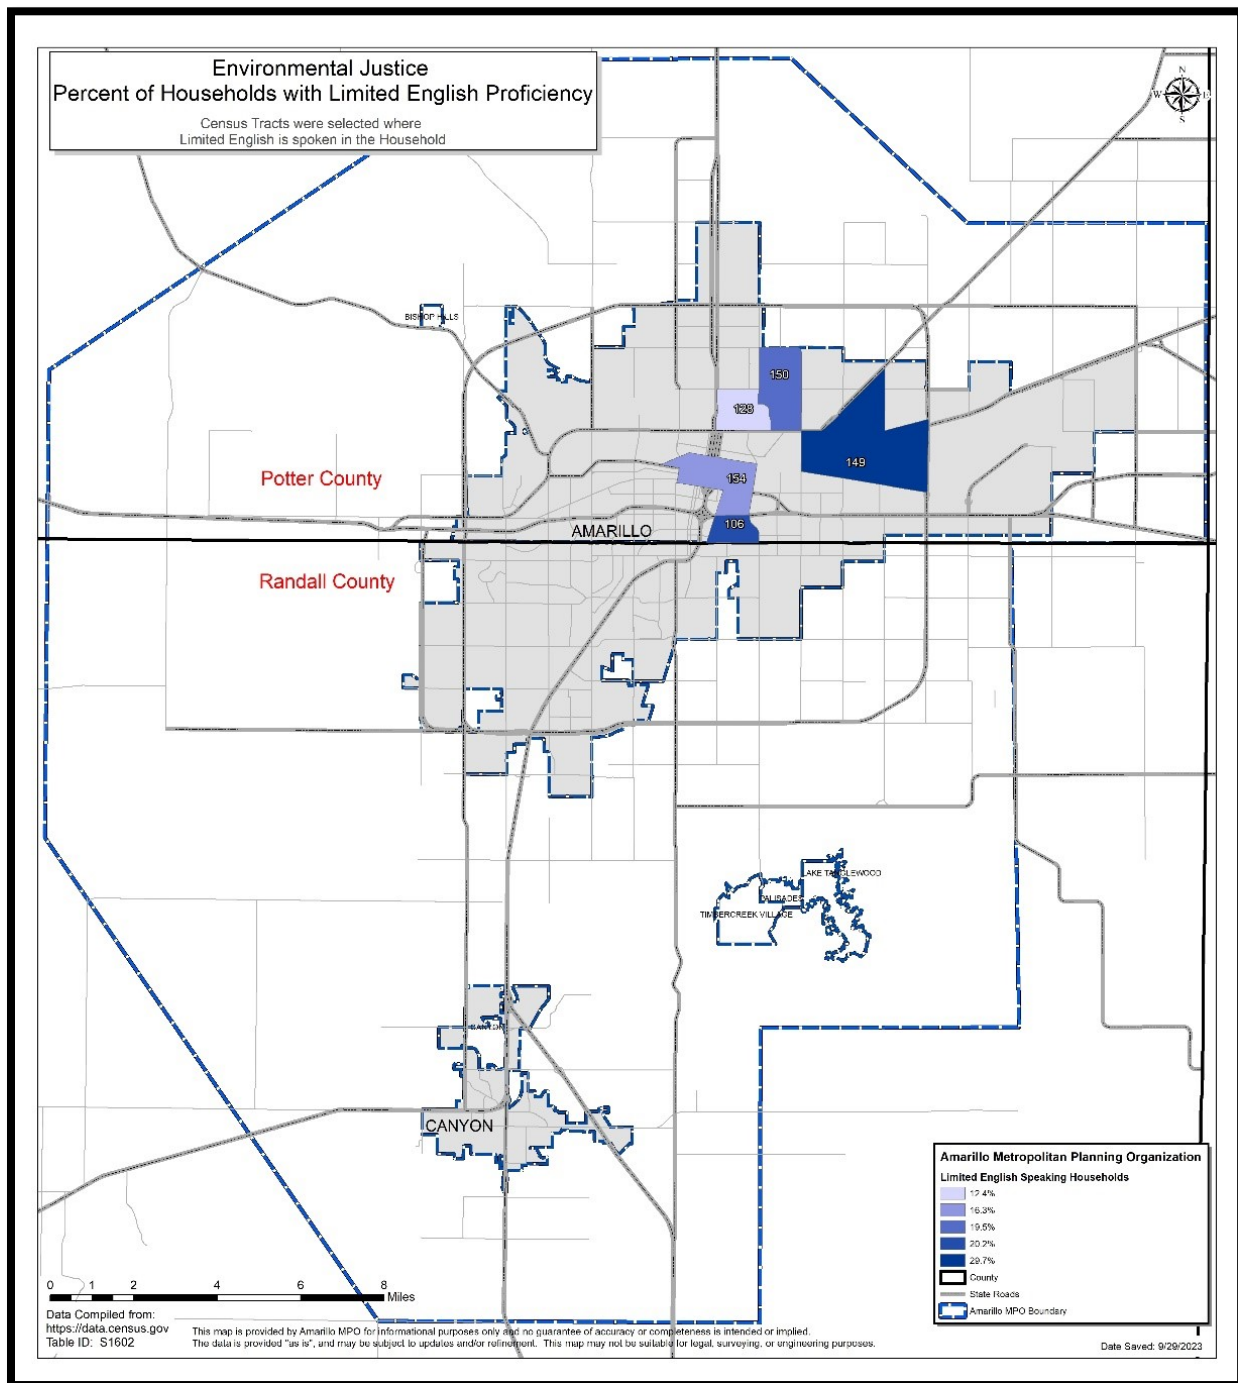 Environmental Justice
Percent of Households with Limited English Proficiency
Census Tracts were selected where
Limited English is spoken in the Household
N
W
E
S
BISHOP HILLS
150
128
149
154
106
Potter County
AMARILLO
Randall County
LAKE TANGLEWOOD
PALISADES
TIMBERCREEK VILLAGE
CANYON
CANYON
Amarillo Metropolitan Planning Organization
Limited English Speaking Households
12.4%
16.3%
19.5%
20.2%
29.7%
County
State Roads
Amarillo MPO Boundary
0 1 2 4 6 8
Miles
Data Compiled from:
https://data.census.gov
Table ID: S1602
This map is provided by Amarillo MPO for informational purposes only and no guarantee of accuracy or completeness is intended or implied.
The data is provided "as is", and may be subject to updates and/or refinement. This map may not be suitable for legal, surveying, or engineering purposes.
Date Saved: 9/29/2023